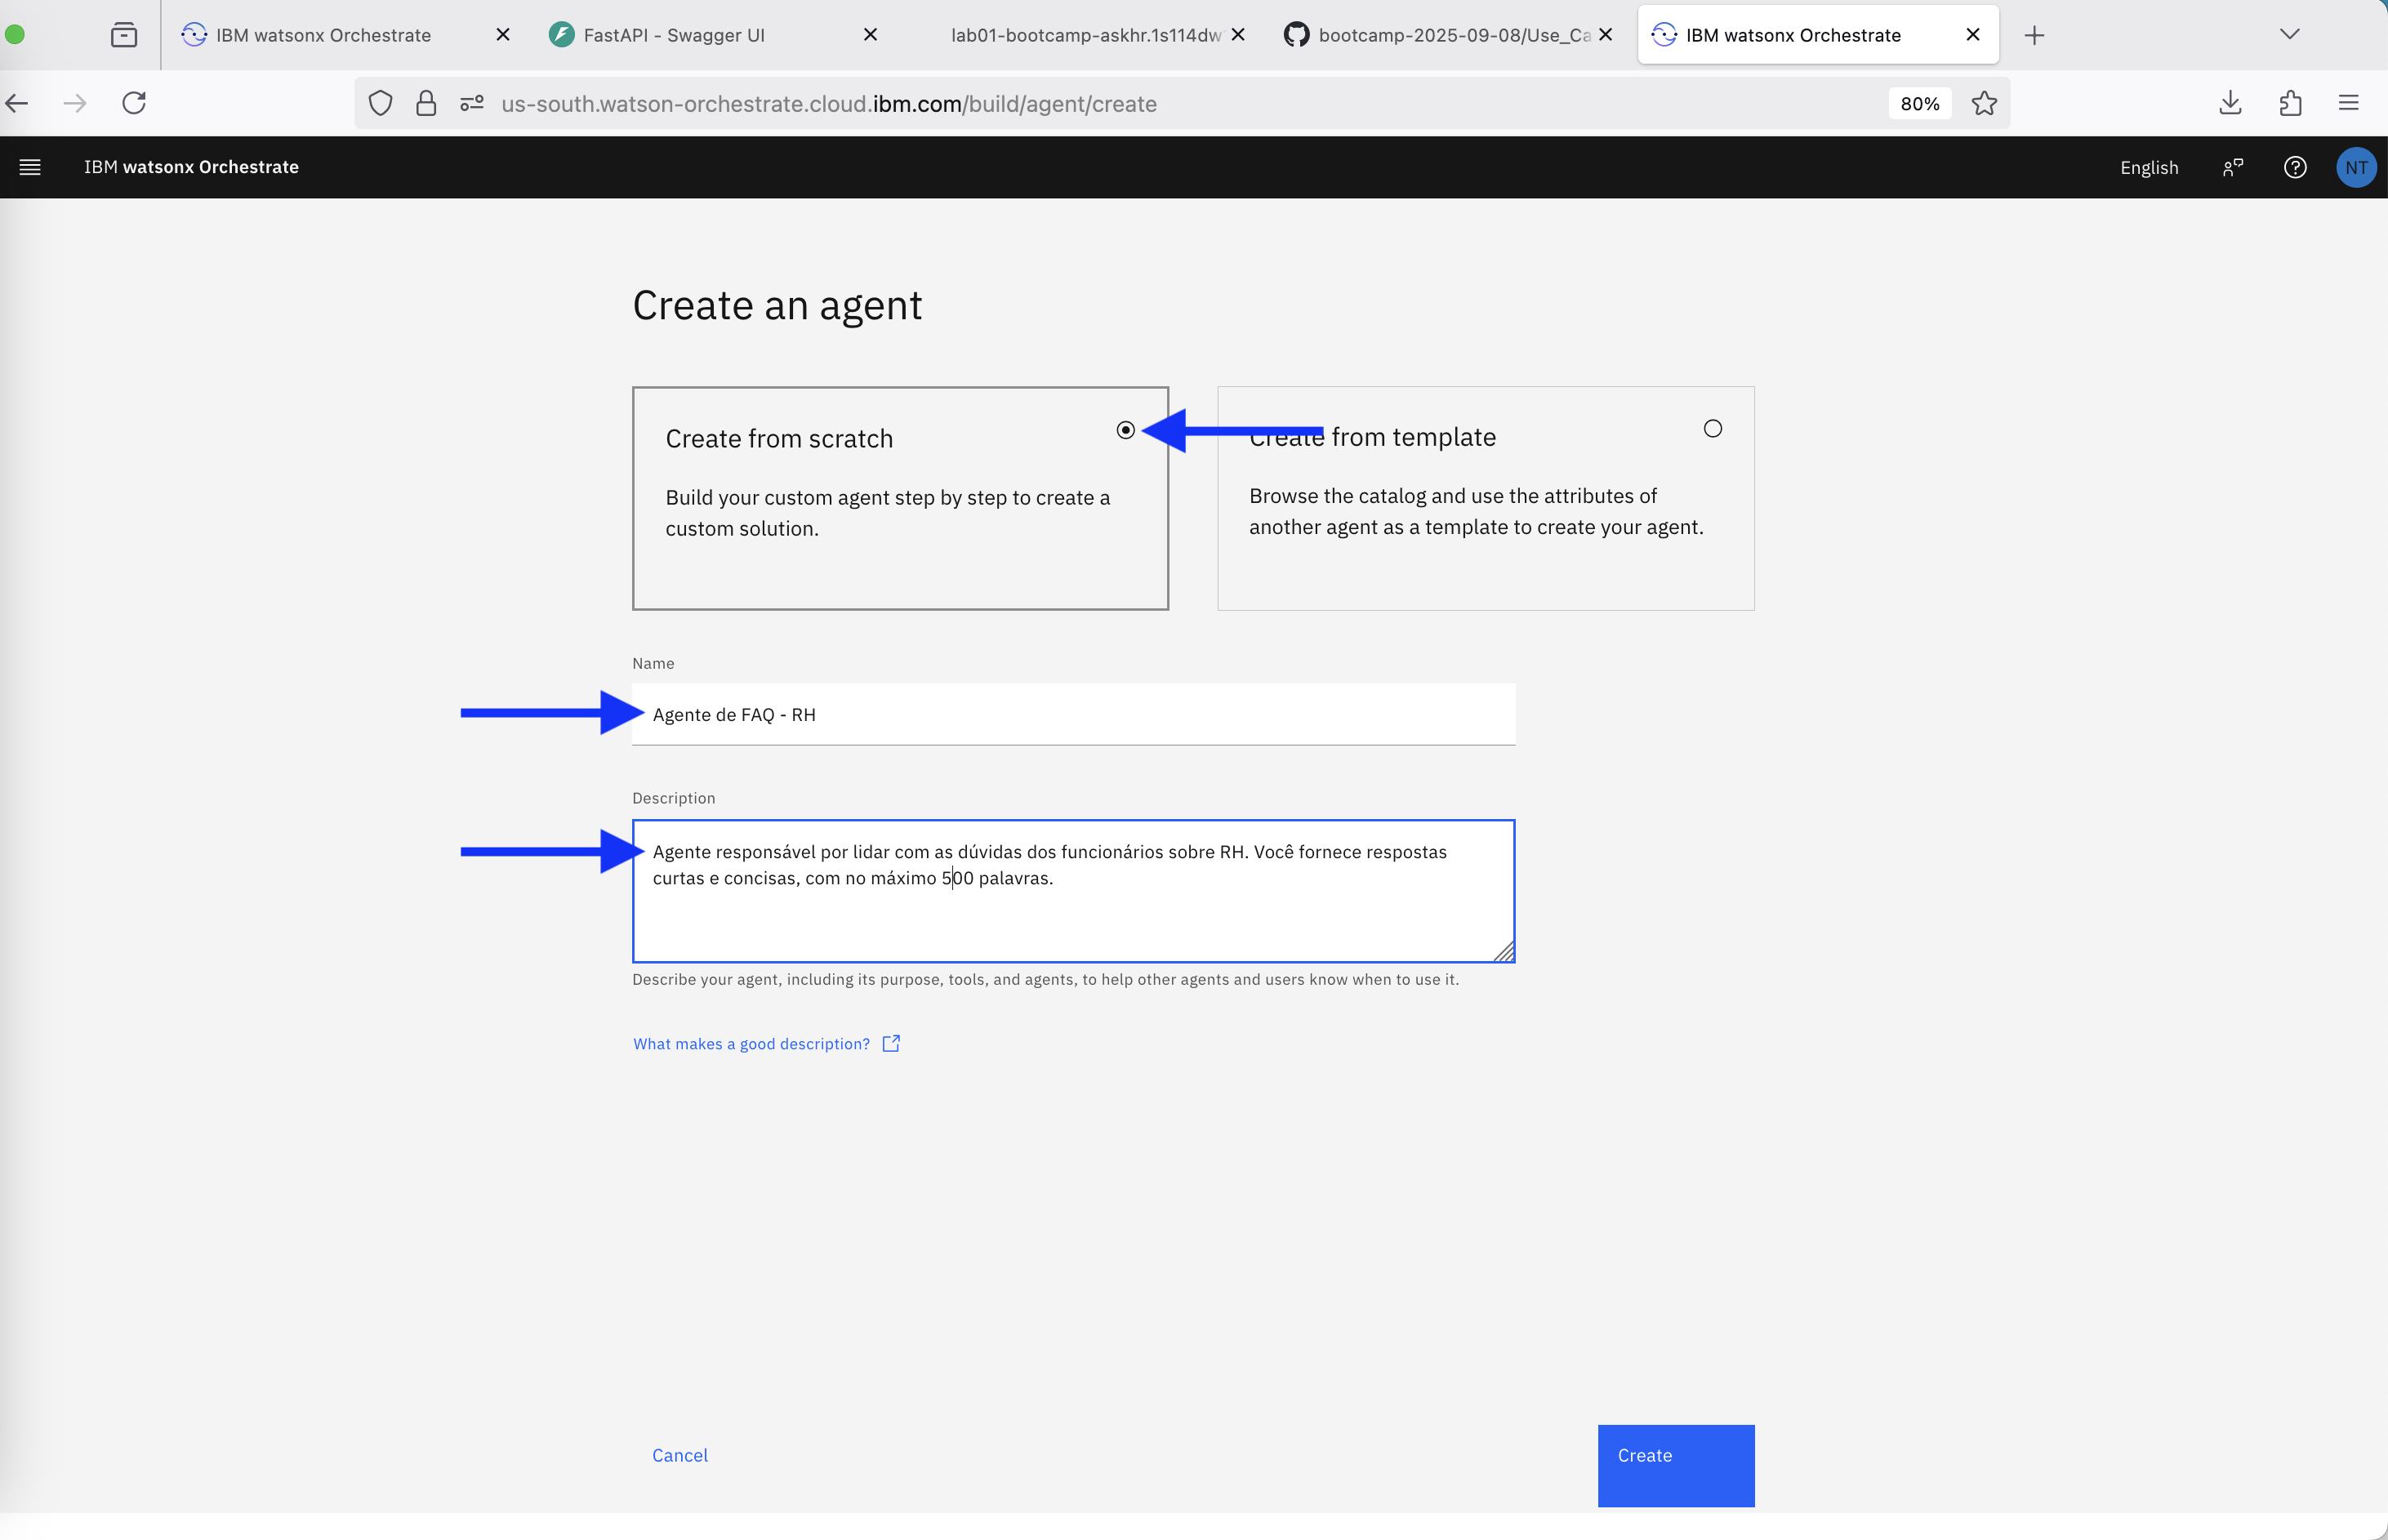 IBM watsonx Orchestrate
FastAPI - Swagger UI
lab01-bootcamp-askhr.1s114dw
bootcamp-2025-09-08/Use_Ca
IBM watsonx Orchestrate
us-south.watson-orchestrate.cloud.ibm.com/build/agent/create
80%
IBM watsonx Orchestrate
English
NT
Create an agent
Create from scratch
Build your custom agent step by step to create a
custom solution.
Create from template
Browse the catalog and use the attributes of
another agent as a template to create your agent.
Name
Agente de FAQ - RH
Description
Agente responsável por lidar com as dúvidas dos funcionários sobre RH. Você fornece respostas
curtas e concisas, com no máximo 500 palavras.
Describe your agent, including its purpose, tools, and agents, to help other agents and users know when to use it.
What makes a good description?
Cancel
Create